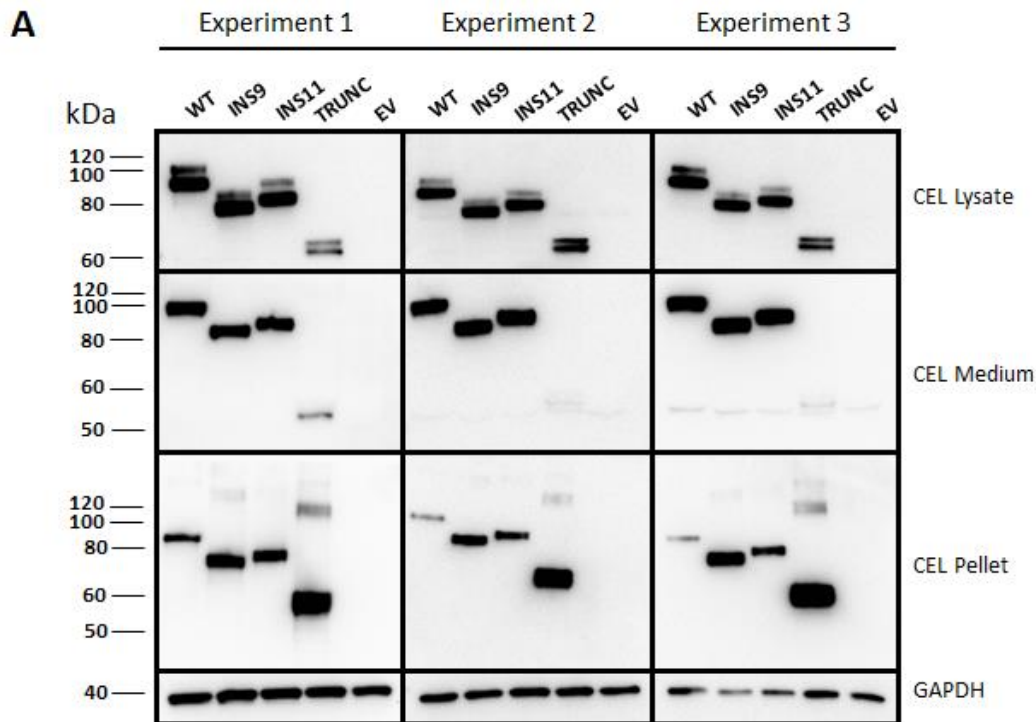 A
Experiment 1 Experiment 2 Experiment 3
kDa
WT INS9 INS11 TRUNC EV WT INS9 INS11 TRUNC EV WT INS9 INS11 TRUNC EV
120
100
80
60
CEL Lysate
120
100
80
60
50
CEL Medium
120
100
80
60
50
CEL Pellet
40
GAPDH